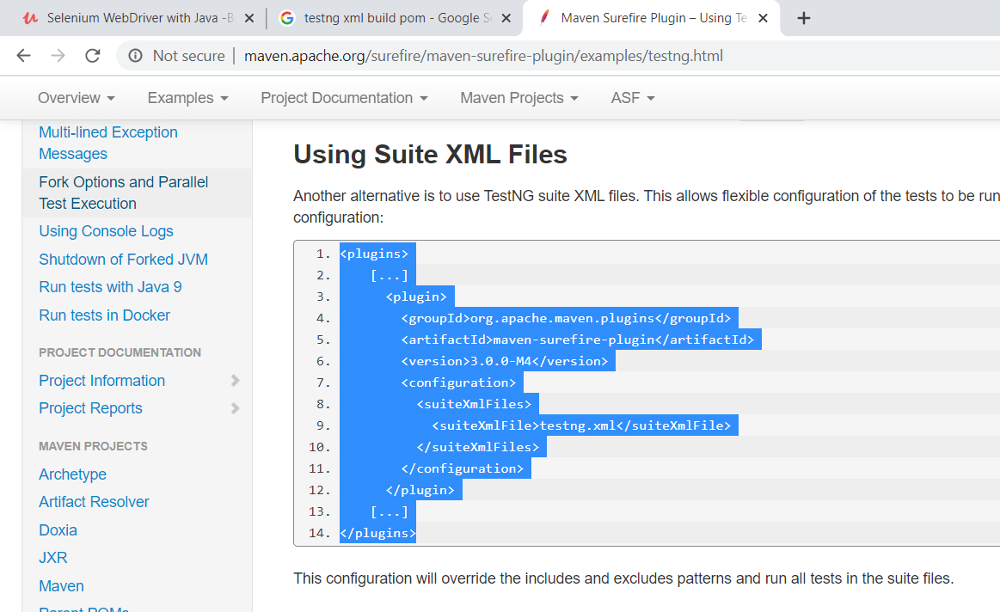 Selenium WebDriver with Java -B
testng xml build pom - Google S
Maven Surefire Plugin – Using Te
Not secure
maven.apache.org/surefire/maven-surefire-plugin/examples/testng.html
Overview
Examples
Project Documentation
Maven Projects
ASF
Multi-lined Exception
Messages
Fork Options and Parallel
Test Execution
Using Console Logs
Shutdown of Forked JVM
Run tests with Java 9
Run tests in Docker
PROJECT DOCUMENTATION
Project Information
Project Reports
MAVEN PROJECTS
Archetype
Artifact Resolver
Doxia
JXR
Maven
Parent POMs
Using Suite XML Files
Another alternative is to use TestNG suite XML files. This allows flexible configuration of the tests to be run
configuration:
1. <plugins>
2. [...]
3. <plugin>
4. <groupId>org.apache.maven.plugins</groupId>
5. <artifactId>maven-surefire-plugin</artifactId>
6. <version>3.0.0-M4</version>
7. <configuration>
8. <suiteXmlFiles>
9. <suiteXmlFile>testng.xml</suiteXmlFile>
10. </suiteXmlFiles>
11. </configuration>
12. </plugin>
13. [...]
14. </plugins>
This configuration will override the includes and excludes patterns and run all tests in the suite files.